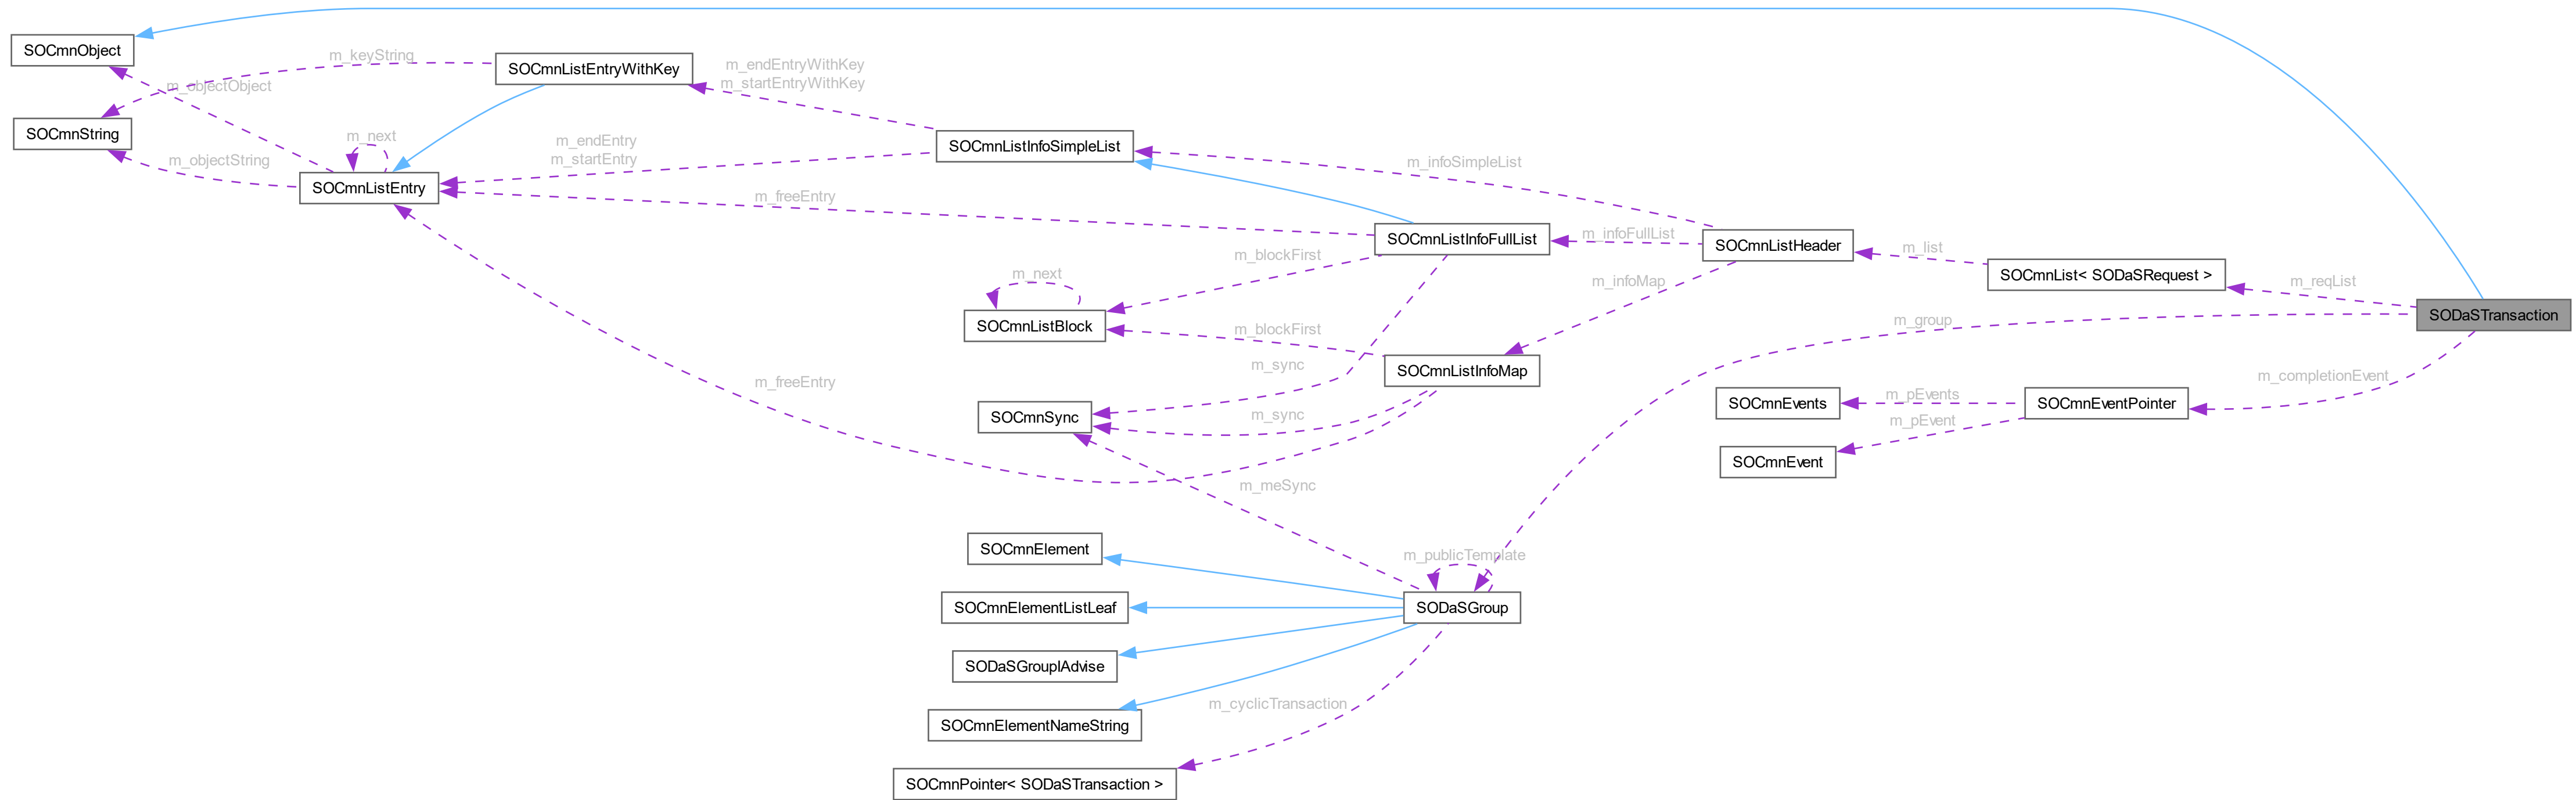 SOCmnObject
m_keyString
SOCmnListEntryWithKey
m_endEntryWithKey
m_startEntryWithKey
m_objectObject
SOCmnString
m_next
m_objectString
SOCmnListEntry
m_endEntry
m_startEntry
SOCmnListInfoSimpleList
m_infoSimpleList
m_freeEntry
SOCmnListInfoFullList
m_infoFullList
SOCmnListHeader
m_list
SOCmnList< SODaSRequest >
m_reqList
SODaSTransaction
m_next
m_blockFirst
m_infoMap
SOCmnListBlock
m_blockFirst
m_group
m_sync
SOCmnListInfoMap
m_freeEntry
m_completionEvent
SOCmnSync
m_sync
SOCmnEvents
m_pEvents
SOCmnEventPointer
m_pEvent
SOCmnEvent
m_meSync
SOCmnElement
m_publicTemplate
SOCmnElementListLeaf
SODaSGroup
SODaSGroupIAdvise
m_cyclicTransaction
SOCmnElementNameString
SOCmnPointer< SODaSTransaction >